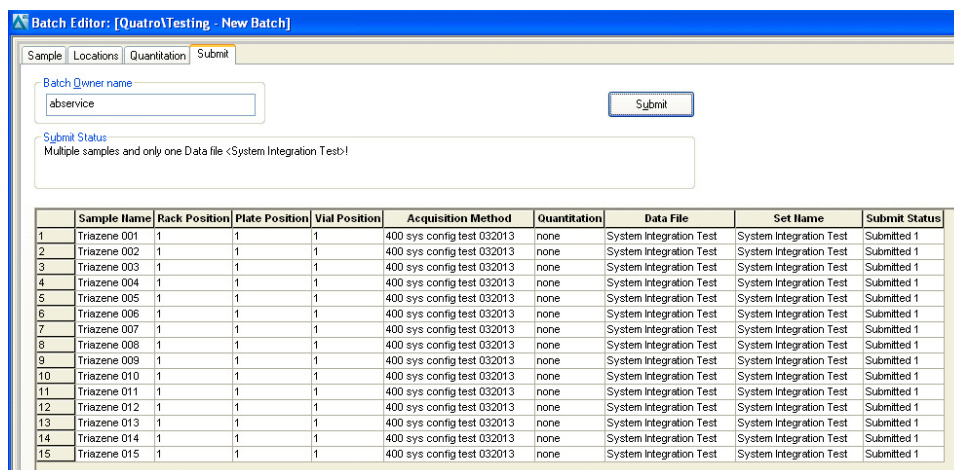 Batch Editor: [Quatro\Testing - New Batch]
Sample Locations Quantitation Submit
Batch Owner name
abservice
Submit
Submit Status
Multiple samples and only one Data file <System Integration Test>!
Sample Name Rack Position Plate Position Vial Position Acquisition Method Quantitation Data File Set Name Submit Status
1 Triazene 001 1 1 1 400 sys config test 032013 none System Integration Test System Integration Test Submitted 1
2 Triazene 002 1 1 1 400 sys config test 032013 none System Integration Test System Integration Test Submitted 1
3 Triazene 003 1 1 1 400 sys config test 032013 none System Integration Test System Integration Test Submitted 1
4 Triazene 004 1 1 1 400 sys config test 032013 none System Integration Test System Integration Test Submitted 1
5 Triazene 005 1 1 1 400 sys config test 032013 none System Integration Test System Integration Test Submitted 1
6 Triazene 006 1 1 1 400 sys config test 032013 none System Integration Test System Integration Test Submitted 1
7 Triazene 007 1 1 1 400 sys config test 032013 none System Integration Test System Integration Test Submitted 1
8 Triazene 008 1 1 1 400 sys config test 032013 none System Integration Test System Integration Test Submitted 1
9 Triazene 009 1 1 1 400 sys config test 032013 none System Integration Test System Integration Test Submitted 1
10 Triazene 010 1 1 1 400 sys config test 032013 none System Integration Test System Integration Test Submitted 1
11 Triazene 011 1 1 1 400 sys config test 032013 none System Integration Test System Integration Test Submitted 1
12 Triazene 012 1 1 1 400 sys config test 032013 none System Integration Test System Integration Test Submitted 1
13 Triazene 013 1 1 1 400 sys config test 032013 none System Integration Test System Integration Test Submitted 1
14 Triazene 014 1 1 1 400 sys config test 032013 none System Integration Test System Integration Test Submitted 1
15 Triazene 015 1 1 1 400 sys config test 032013 none System Integration Test System Integration Test Submitted 1